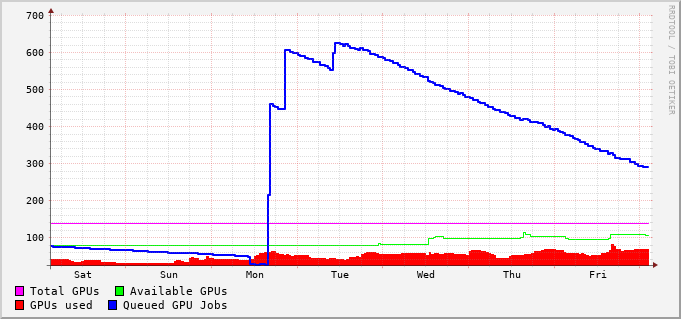 700
600
500
400
300
200
100
Sat Sun Mon Tue Wed Thu Fri
Total GPUs Available GPUs
GPUs used Queued GPU Jobs
RRDTOOL / TOBI OETIKER